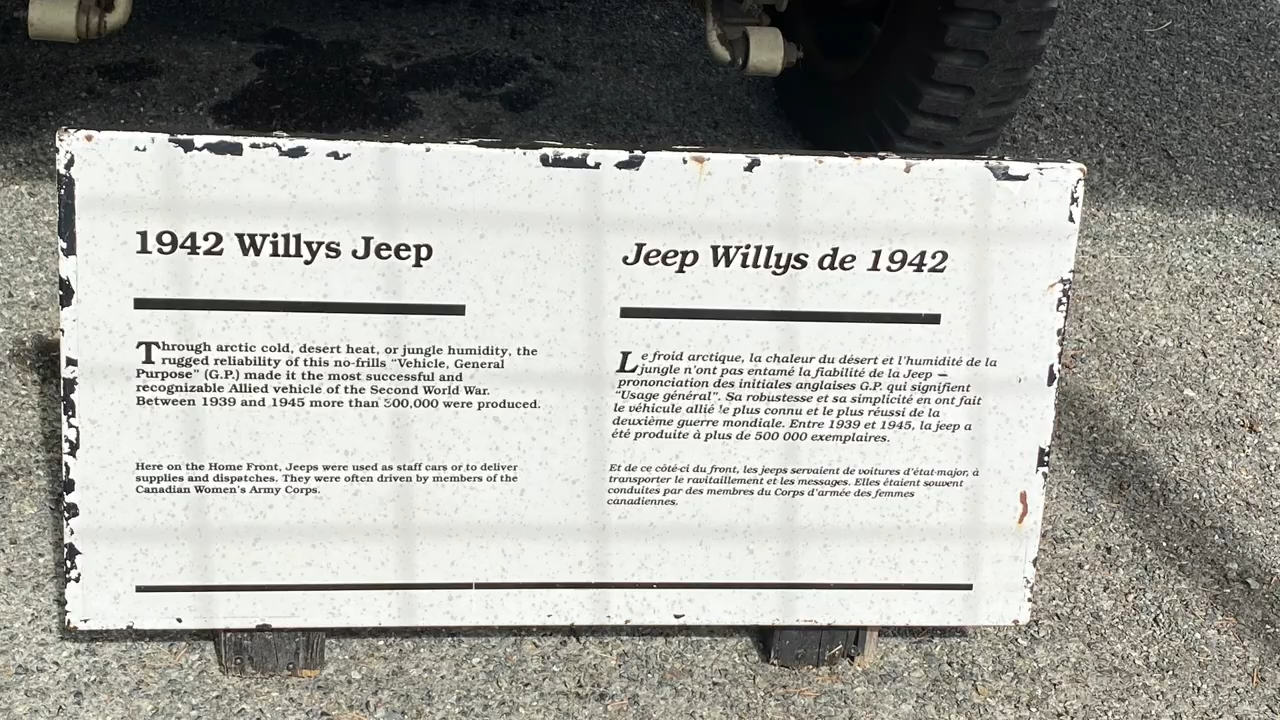 1942 Willys Jeep
Through arctic cold, desert heat, or jungle humidity, the
rugged reliability of this no-frills “Vehicle, General
Purpose” (G.P.) made it the most successful and
recognizable Allied vehicle of the Second World War.
Between 1939 and 1945 more than 500,000 were produced.
Here on the Home Front, Jeeps were used as staff cars or to deliver
supplies and dispatches. They were often driven by members of the
Canadian Women's Army Corps.
Jeep Willys de 1942
Le froid arctique, la chaleur du désert et l'humidité de la
jungle n'ont pas entamé la fiabilité de la Jeep —
prononciation des initiales anglaises G.P. qui signifient
“Usage général”. Sa robustesse et sa simplicité en ont fait
le véhicule allié le plus connu et le plus réussi de la
deuxième guerre mondiale. Entre 1939 et 1945, la jeep a
été produite à plus de 500 000 exemplaires.
Et de ce côté-ci du front, les jeeps servaient de voitures d'état-major, à
transporter le ravitaillement et les messages. Elles étaient souvent
conduites par des membres du Corps d'armée des femmes
canadiennes.